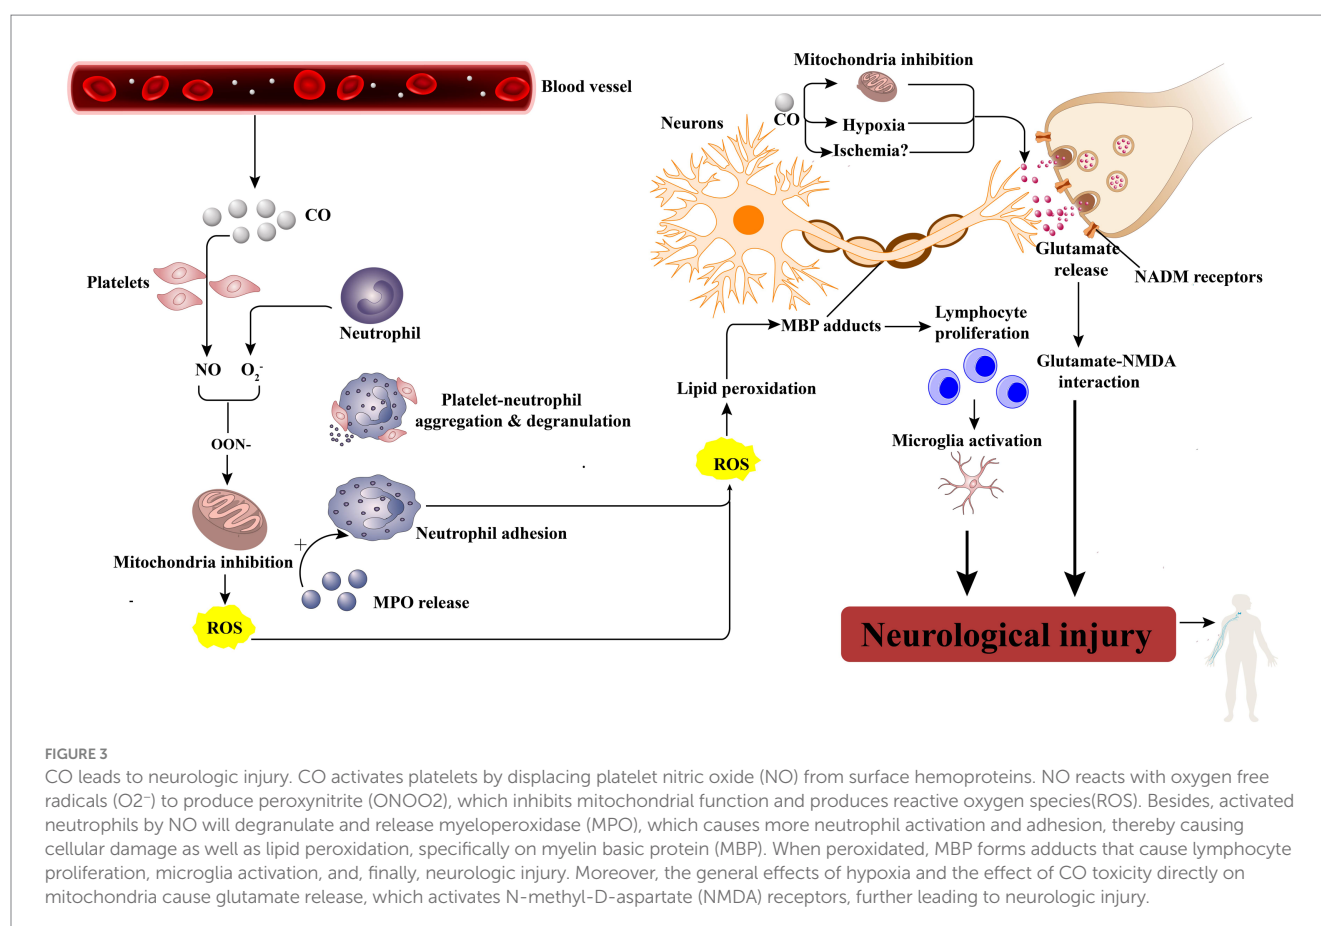 Blood vessel
CO
Platelets
Neutrophil
NO
O2-
Platelet-neutrophil
aggregation & degranulation
OON-
Mitochondria inhibition
+
Neutrophil adhesion
MPO release
ROS
Mitochondria inhibition
CO
Hypoxia
Ischemia?
Neurons
Glutamate
release
NADM receptors
MBP adducts
Lymphocyte
proliferation
Lipid peroxidation
ROS
Microglia activation
Glutamate-NMDA
interaction
Neurological injury
FIGURE 3
CO leads to neurologic injury. CO activates platelets by displacing platelet nitric oxide (NO) from surface hemoproteins. NO reacts with oxygen free
radicals (O2−) to produce peroxynitrite (ONOO2), which inhibits mitochondrial function and produces reactive oxygen species(ROS). Besides, activated
neutrophils by NO will degranulate and release myeloperoxidase (MPO), which causes more neutrophil activation and adhesion, thereby causing
cellular damage as well as lipid peroxidation, specifically on myelin basic protein (MBP). When peroxidated, MBP forms adducts that cause lymphocyte
proliferation, microglia activation, and, finally, neurologic injury. Moreover, the general effects of hypoxia and the effect of CO toxicity directly on
mitochondria cause glutamate release, which activates N-methyl-D-aspartate (NMDA) receptors, further leading to neurologic injury.